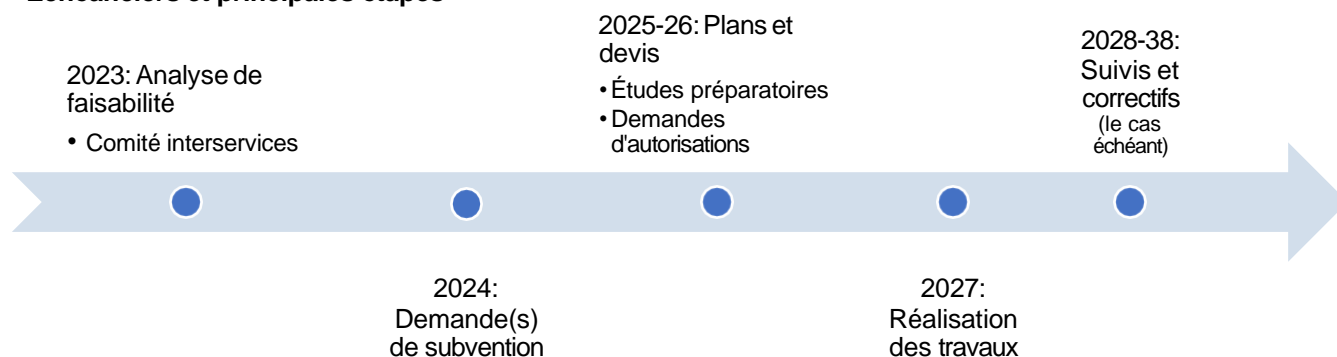 2023: Analyse de
faisabilité
• Comité interservices
2024:
Demande(s)
de subvention
2025-26: Plans et
devis
• Études préparatoires
• Demandes
d'autorisations
2027:
Réalisation
des travaux
2028-38:
Suivis et
correctifs
(le cas
échéant)